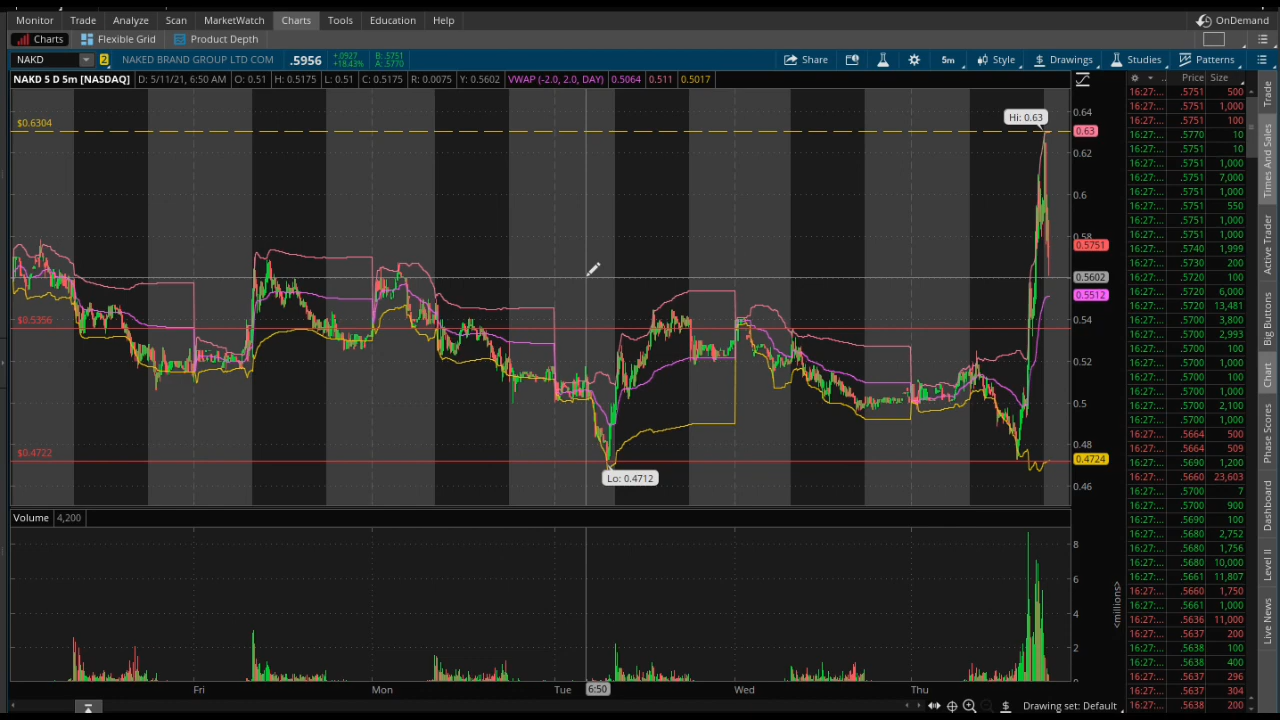 Monitor Trade Analyze Scan MarketWatch Charts Tools Education Help OnDemand
Charts Flexible Grid Product Depth
NAKD 2 NAKED BRAND GROUP LTD COM .5956 +.0927 +18.43% B: .5751 A: .5770 Share 5m Style Drawings Studies Patterns
NAKD 5 D 5m [NASDAQ] D: 5/11/21, 6:50 AM O: 0.51 H: 0.5175 L: 0.51 C: 0.5175 R: 0.0075 Y: 0.5602 VWAP (-2.0, 2.0, DAY) 0.5064 0.511 0.5017
$0.6304
Hi: 0.63
$0.5356
$0.4722
Lo: 0.4712
0.64
0.63
0.62
0.6
0.58
0.5751
0.5602
0.5512
0.54
0.52
0.5
0.48
0.4724
0.46
Volume 4,200
8
6
4
2
<millions>
Fri Mon Tue 6:50 Wed Thu
Drawing set: Default
Price Size
16:27:... .5751 500
16:27:... .5751 1,000
16:27:... .5751 100
16:27:... .5770 10
16:27:... .5751 10
16:27:... .5751 1,000
16:27:... .5751 7,000
16:27:... .5751 1,000
16:27:... .5751 550
16:27:... .5751 1,000
16:27:... .5751 1,000
16:27:... .5740 1,999
16:27:... .5730 200
16:27:... .5720 100
16:27:... .5720 6,000
16:27:... .5720 13,481
16:27:... .5700 3,800
16:27:... .5700 2,993
16:27:... .5700 100
16:27:... .5700 1,000
16:27:... .5700 100
16:27:... .5700 1,000
16:27:... .5700 2,100
16:27:... .5700 1,000
16:27:... .5664 500
16:27:... .5664 509
16:27:... .5690 1,200
16:27:... .5660 23,603
16:27:... .5700 7
16:27:... .5700 900
16:27:... .5690 100
16:27:... .5680 2,752
16:27:... .5680 1,756
16:27:... .5680 10,000
16:27:... .5661 11,807
16:27:... .5660 1,750
16:27:... .5661 1,000
16:27:... .5636 11,000
16:27:... .5637 200
16:27:... .5638 100
16:27:... .5638 400
16:27:... .5637 296
16:27:... .5637 304
16:27:... .5638 200
Trade
Times And Sales
Active Trader
Big Buttons
Chart
Phase Scores
Dashboard
Level II
Live News